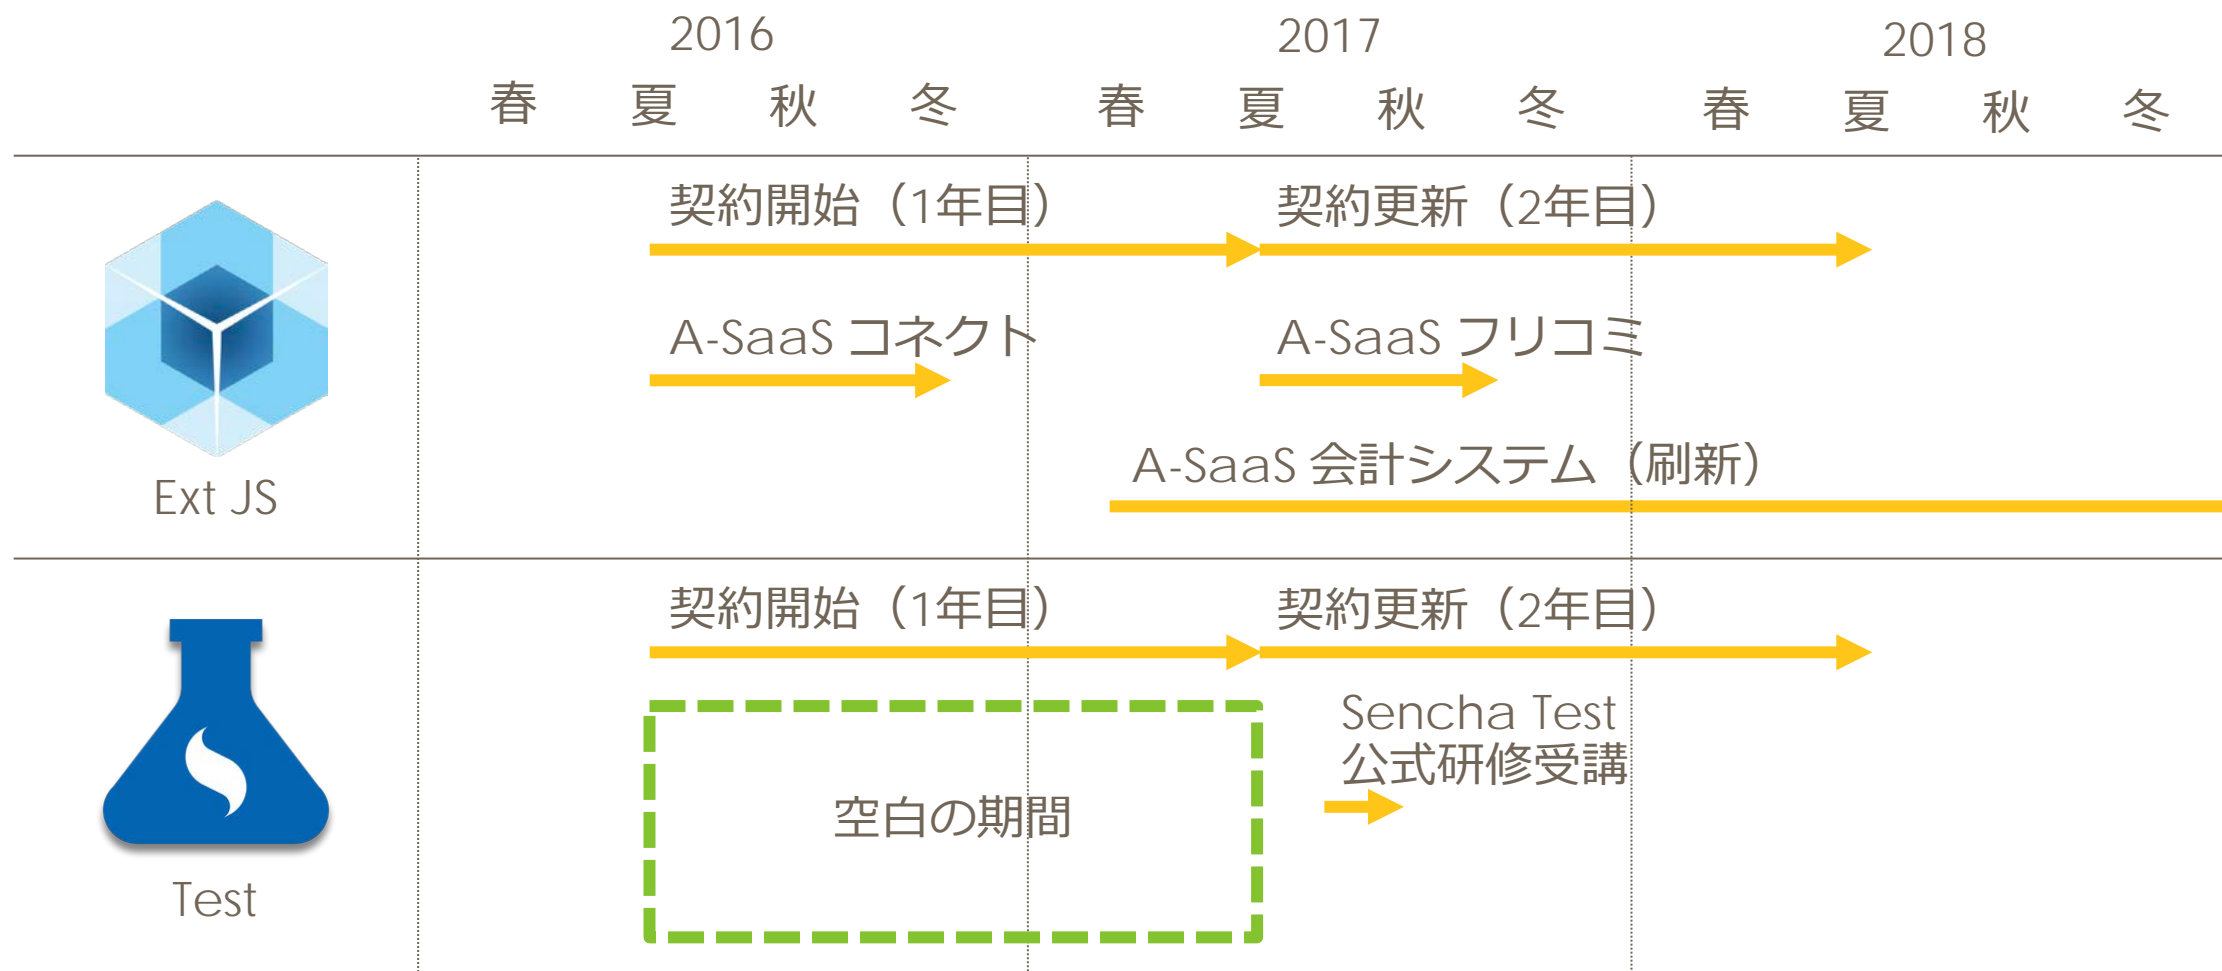 2016
2017
2018
春 夏 秋 冬 春 夏 秋 冬 春 夏 秋 冬
契約開始（1年目）
契約更新（2年目）
A-SaaS コネクト
A-SaaS フリコミ
A-SaaS 会計システム（刷新）
Ext JS
契約開始（1年目）
契約更新（2年目）
Sencha Test
公式研修受講
空白の期間
Test